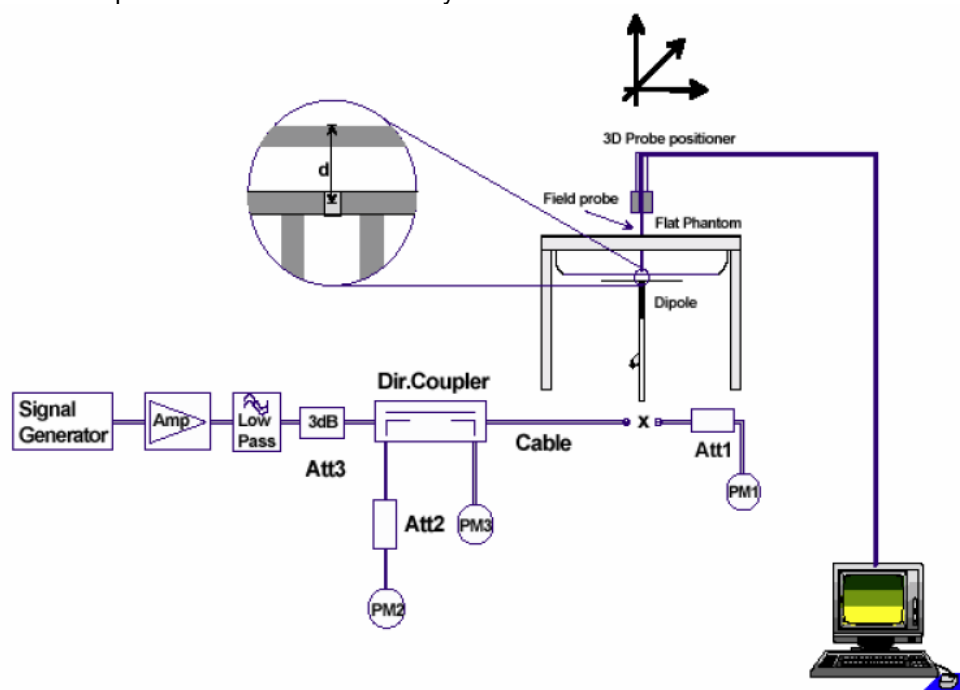 3D Probe positioner
d
Field probe
Flat Phantom
Dipole
Dir.Coupler
Signal
Generator
Amp
Low
Pass
3dB
Cable
x
Att3
Att1
PM1
Att2
PM3
PM2